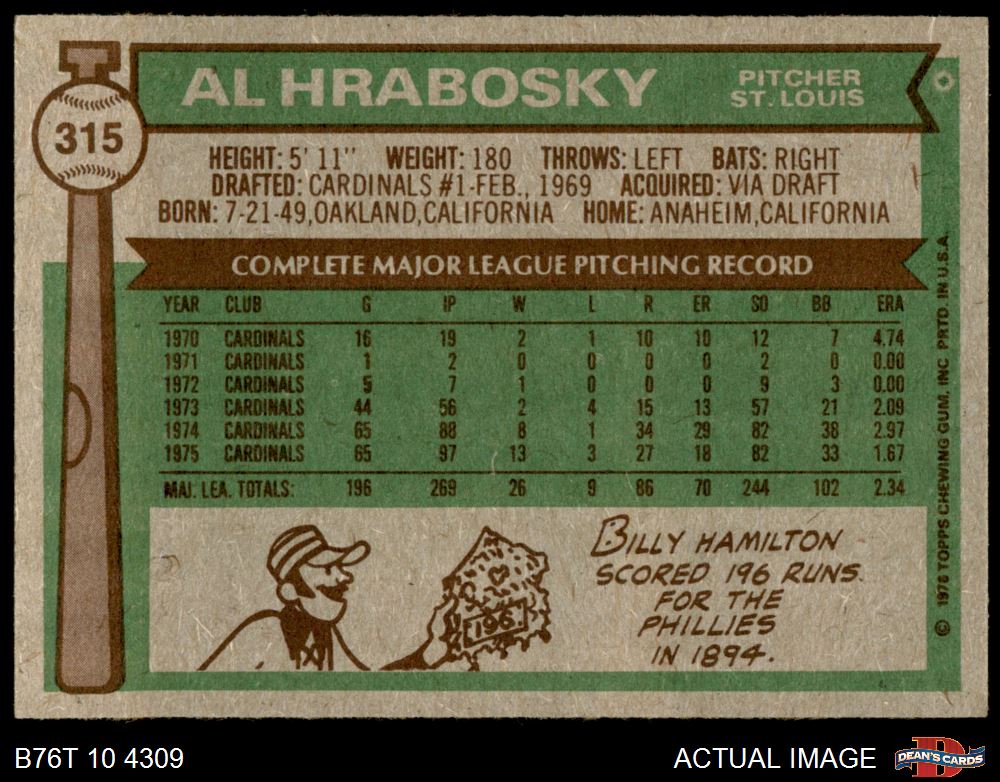 AL HRABOSKY
PITCHER
ST. LOUIS
315
HEIGHT: 5' 11" WEIGHT: 180 THROWS: LEFT BATS: RIGHT
DRAFTED: CARDINALS #1-FEB., 1969 ACQUIRED: VIA DRAFT
BORN: 7-21-49, OAKLAND, CALIFORNIA HOME: ANAHEIM, CALIFORNIA
COMPLETE MAJOR LEAGUE PITCHING RECORD
YEAR CLUB G IP W L R ER SO BB ERA
1970 CARDINALS 16 19 2 1 10 10 12 7 4.74
1971 CARDINALS 1 2 0 0 0 0 2 0 0.00
1972 CARDINALS 5 7 1 0 0 0 9 3 0.00
1973 CARDINALS 44 56 2 4 15 13 57 21 2.09
1974 CARDINALS 65 88 8 1 34 29 82 38 2.97
1975 CARDINALS 65 97 13 3 27 18 82 33 1.67
MAJ. LEA. TOTALS: 196 269 26 9 86 70 244 102 2.34
196
BILLY HAMILTON
SCORED 196 RUNS
FOR THE
PHILLIES
IN 1894.
© 1976 TOPPS CHEWING GUM, INC. PRTD. IN U.S.A.
B76T 10 4309
ACTUAL IMAGE
D
DEAN'S CARDS